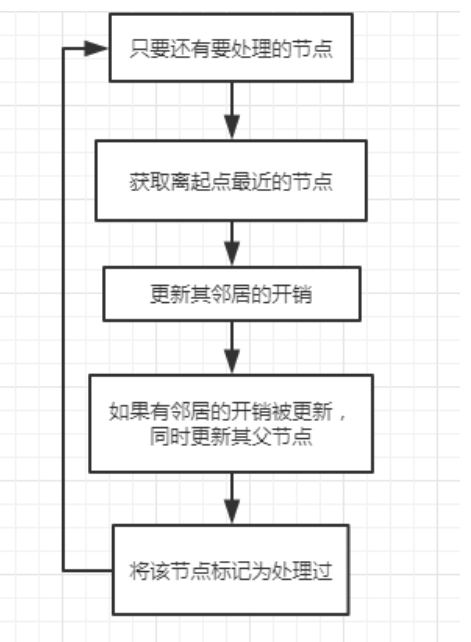 只要还有要处理的节点
获取离起点最近的节点
更新其邻居的开销
如果有邻居的开销被更新，
同时更新其父节点
将该节点标记为处理过